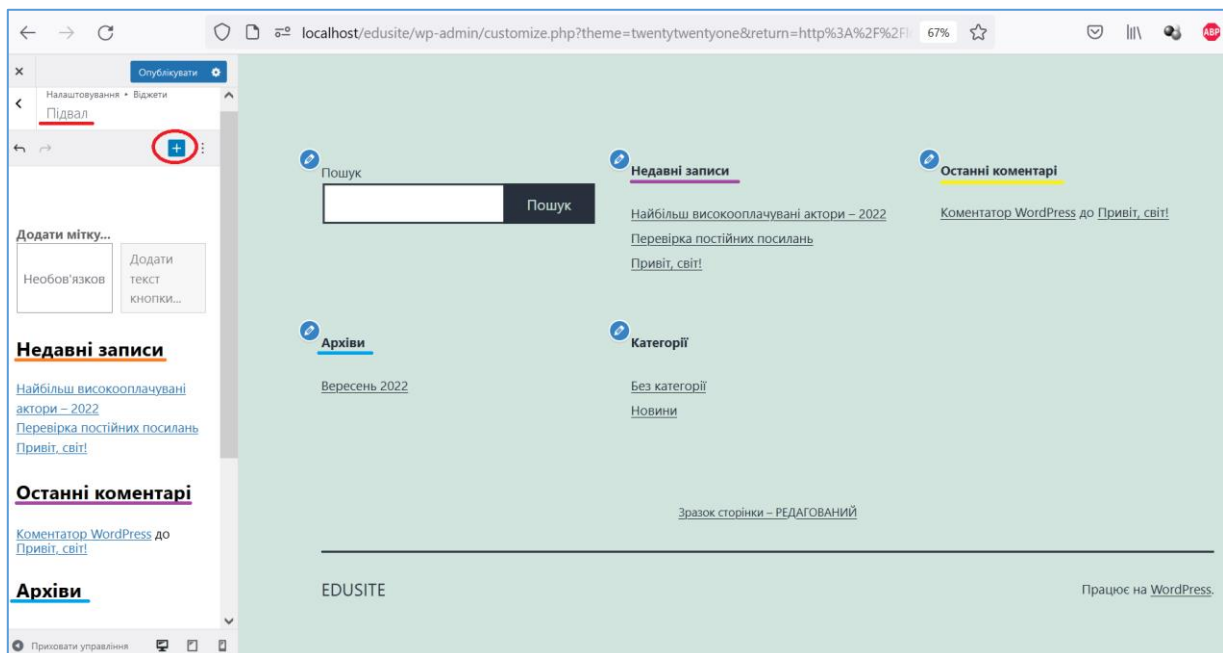 localhost/edusite/wp-admin/customize.php?theme=twentytwentyone&return=http%3A%2F%2F
67%
ABP
Опублікувати
Налаштовування • Віджети
Підвал
Додати мітку...
Необов'язков
Додати
текст
кнопки...
Недавні записи
Найбільш високооплачувані
актори – 2022
Перевірка постійних посилань
Привіт, світ!
Останні коментарі
Коментатор WordPress до
Привіт, світ!
Архіви
Приховати управління
Пошук
Пошук
Недавні записи
Найбільш високооплачувані актори – 2022
Перевірка постійних посилань
Привіт, світ!
Останні коментарі
Коментатор WordPress до Привіт, світ!
Архіви
Вересень 2022
Категорії
Без категорії
Новини
Зразок сторінки – РЕДАГОВАНИЙ
EDUSITE
Працює на WordPress.